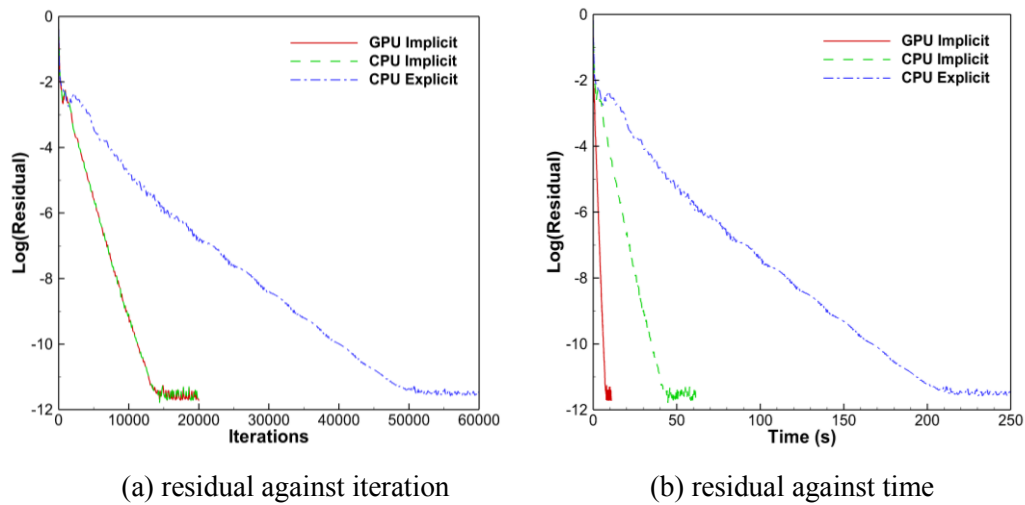 0
-2
-4
-6
-8
-10
-12
Log(Residual)
GPU Implicit
CPU Implicit
CPU Explicit
0 10000 20000 30000 40000 50000 60000
Iterations
(a) residual against iteration
0
-2
-4
-6
-8
-10
-12
Log(Residual)
GPU Implicit
CPU Implicit
CPU Explicit
0 50 100 150 200 250
Time (s)
(b) residual against time